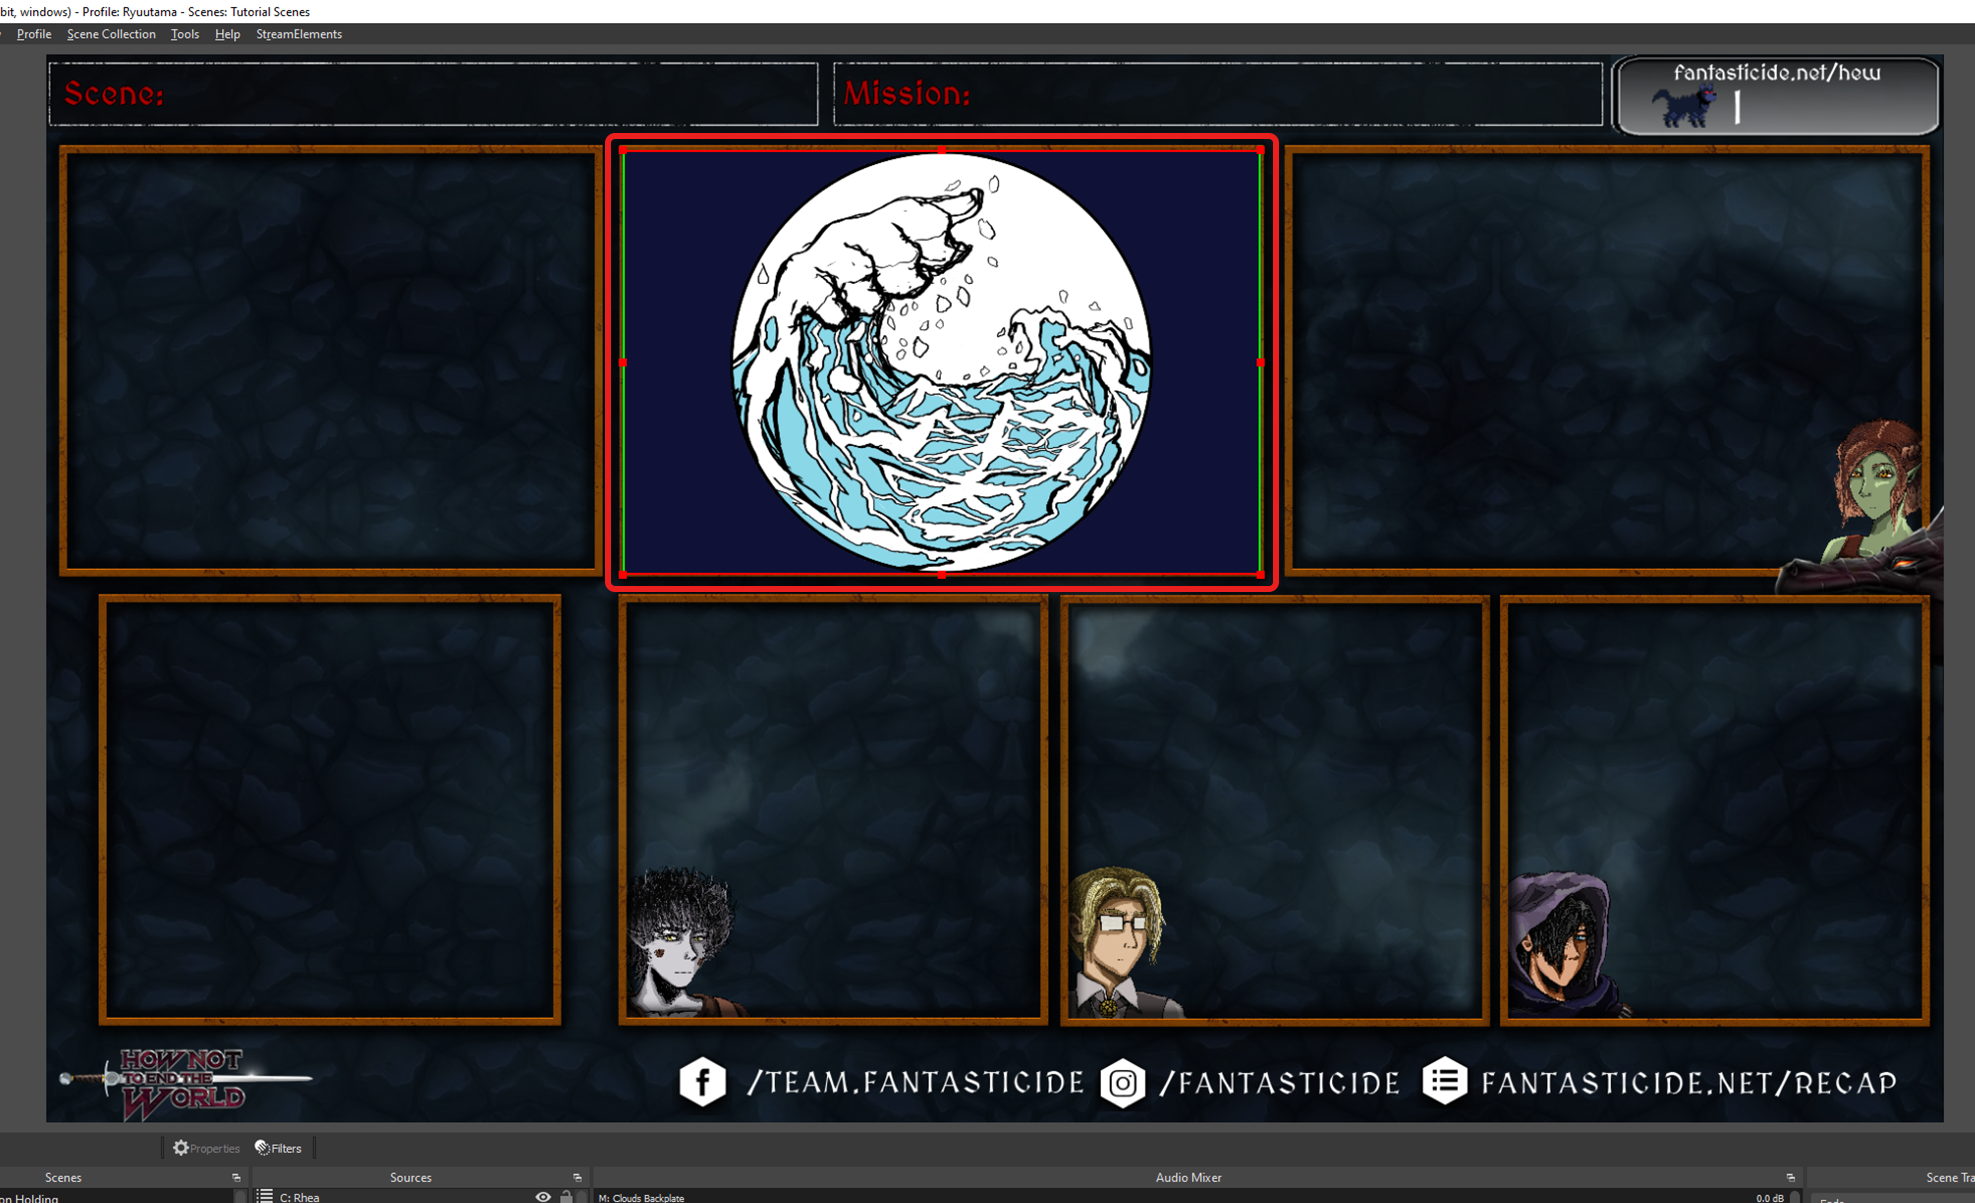 bit, windows) - Profile: Ryuutama - Scenes: Tutorial Scenes
Profile Scene Collection Tools Help StreamElements
Scene:
Mission:
fantasticide.net/how
HOW NOT
TO END THE
WORLD
/TEAM.FANTASTICIDE
/FANTASTICIDE
FANTASTICIDE.NET/RECAP
Properties Filters
Scenes
Sources
Audio Mixer
Scene Tra
on Holding
C: Rhea
M: Clouds Backplate
0.0 dB